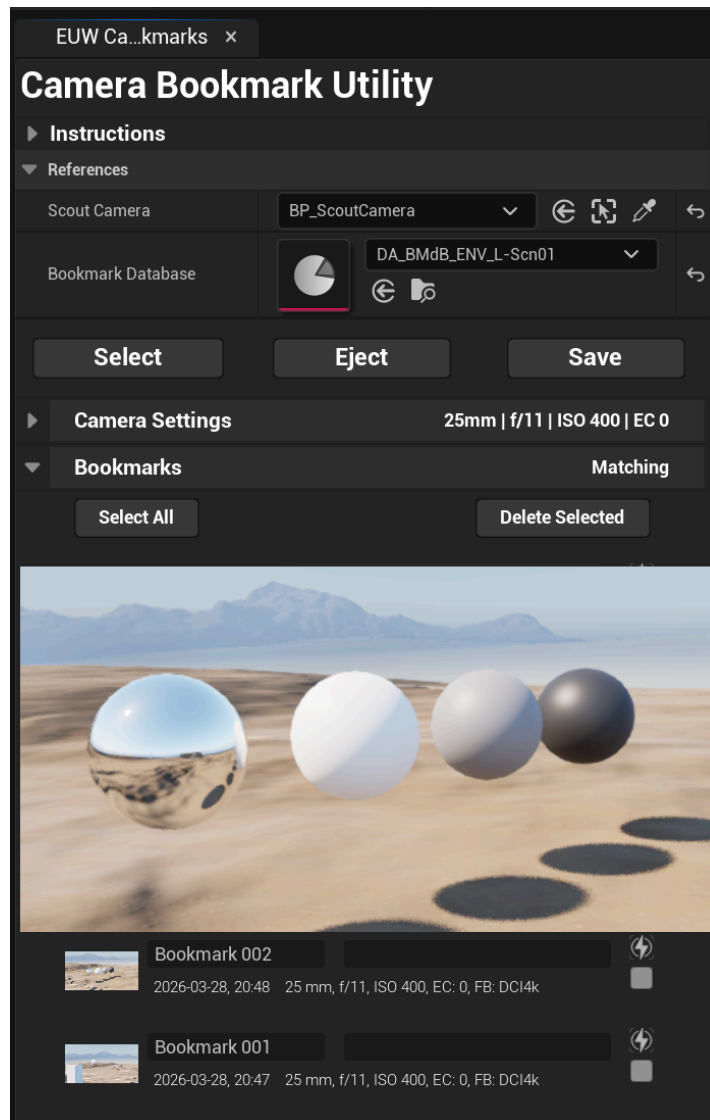 EUW Ca...kmarks ×
Camera Bookmark Utility
Instructions
References
Scout Camera BP_ScoutCamera
Bookmark Database DA_BMdB_ENV_L-Scn01
Select Eject Save
Camera Settings 25mm | f/11 | ISO 400 | EC 0
Bookmarks Matching
Select All Delete Selected
Bookmark 002
2026-03-28, 20:48 25 mm, f/11, ISO 400, EC: 0, FB: DCI4k
Bookmark 001
2026-03-28, 20:47 25 mm, f/11, ISO 400, EC: 0, FB: DCI4k